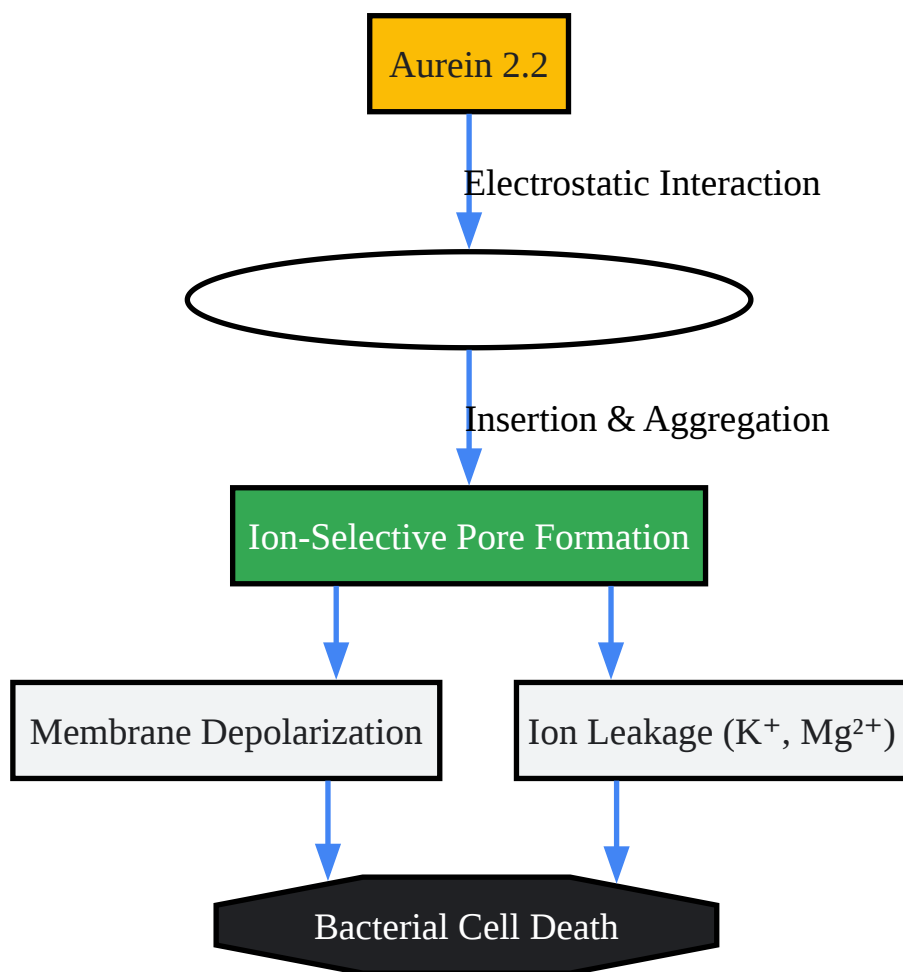 Aurein 2.2
Electrostatic Interaction
Insertion & Aggregation
Ion-Selective Pore Formation
Membrane Depolarization
Ion Leakage (K⁺, Mg²⁺)
Bacterial Cell Death